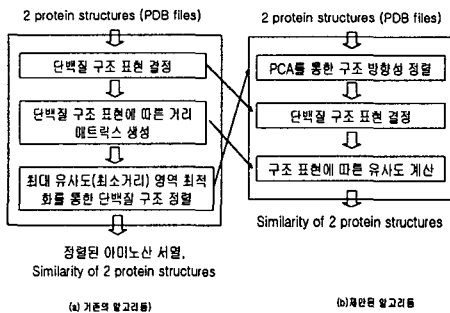 2 protein structures (PDB files)
단백질 구조 표현 결정
단백질 구조 표현에 따른 거리
매트릭스 생성
최대 유사도(최소거리) 영역 최적
화를 통한 단백질 구조 정렬
정렬된 아미노산 서열,
Similarity of 2 protein structures
(a) 기존의 알고리듬)
2 protein structures (PDB files)
PCA를 통한 구조 방향성 정렬
단백질 구조 표현 결정
구조 표현에 따른 유사도 계산
Similarity of 2 protein structures
(b)제안된 알고리듬